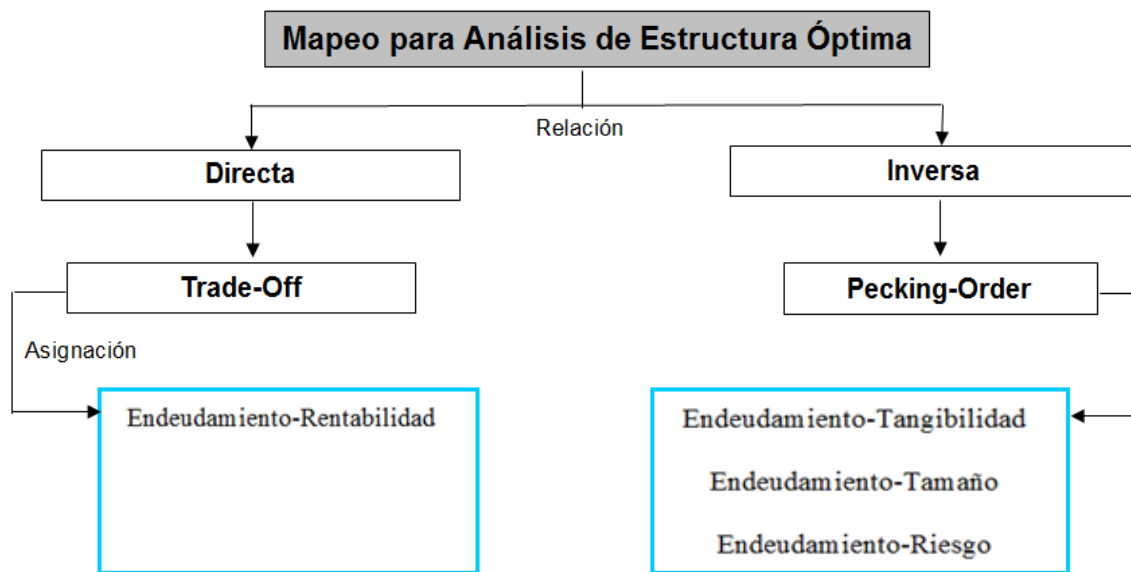 Mapeo para Análisis de Estructura Óptima
Relación
Directa
Inversa
Trade-Off
Pecking-Order
Asignación
Endeudamiento-Rentabilidad
Endeudamiento-Tangibilidad
Endeudamiento-Tamaño
Endeudamiento-Riesgo